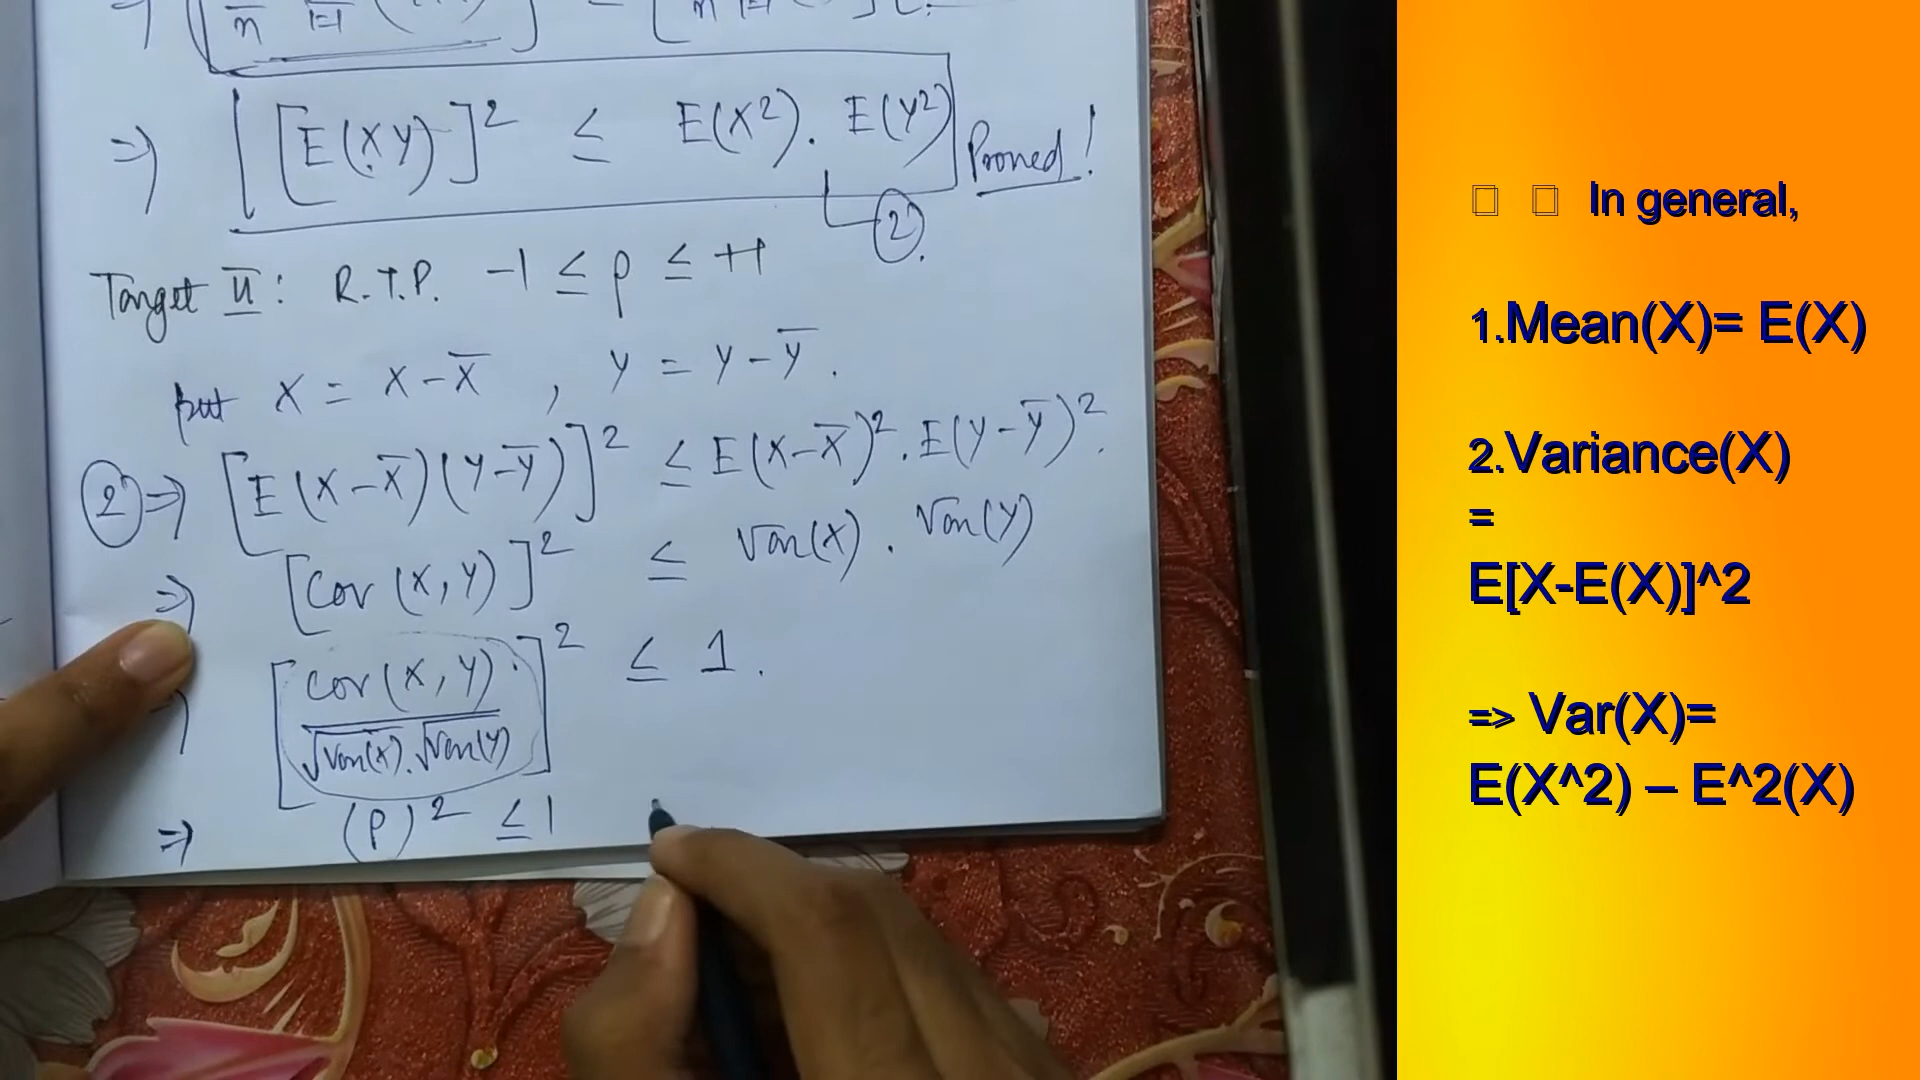 => [E(XY)]² ≤ E(X²). E(Y²) Proved!
2
Target II : R.T.P. -1 ≤ ρ ≤ +1
put X = X - X̅ , Y = Y - Y̅.
2 => [E (X-X̅)(Y-Y̅)]² ≤ E(X-X̅)². E(Y-Y̅)².
=> [Cov (X,Y)]² ≤ Var(X). Var(Y)
[Cov (X,Y) / √Var(X). √Var(Y)]² ≤ 1.
=> (ρ)² ≤ 1
In general,
1.Mean(X)= E(X)
2.Variance(X)
=
E[X-E(X)]^2
=> Var(X)=
E(X^2) – E^2(X)